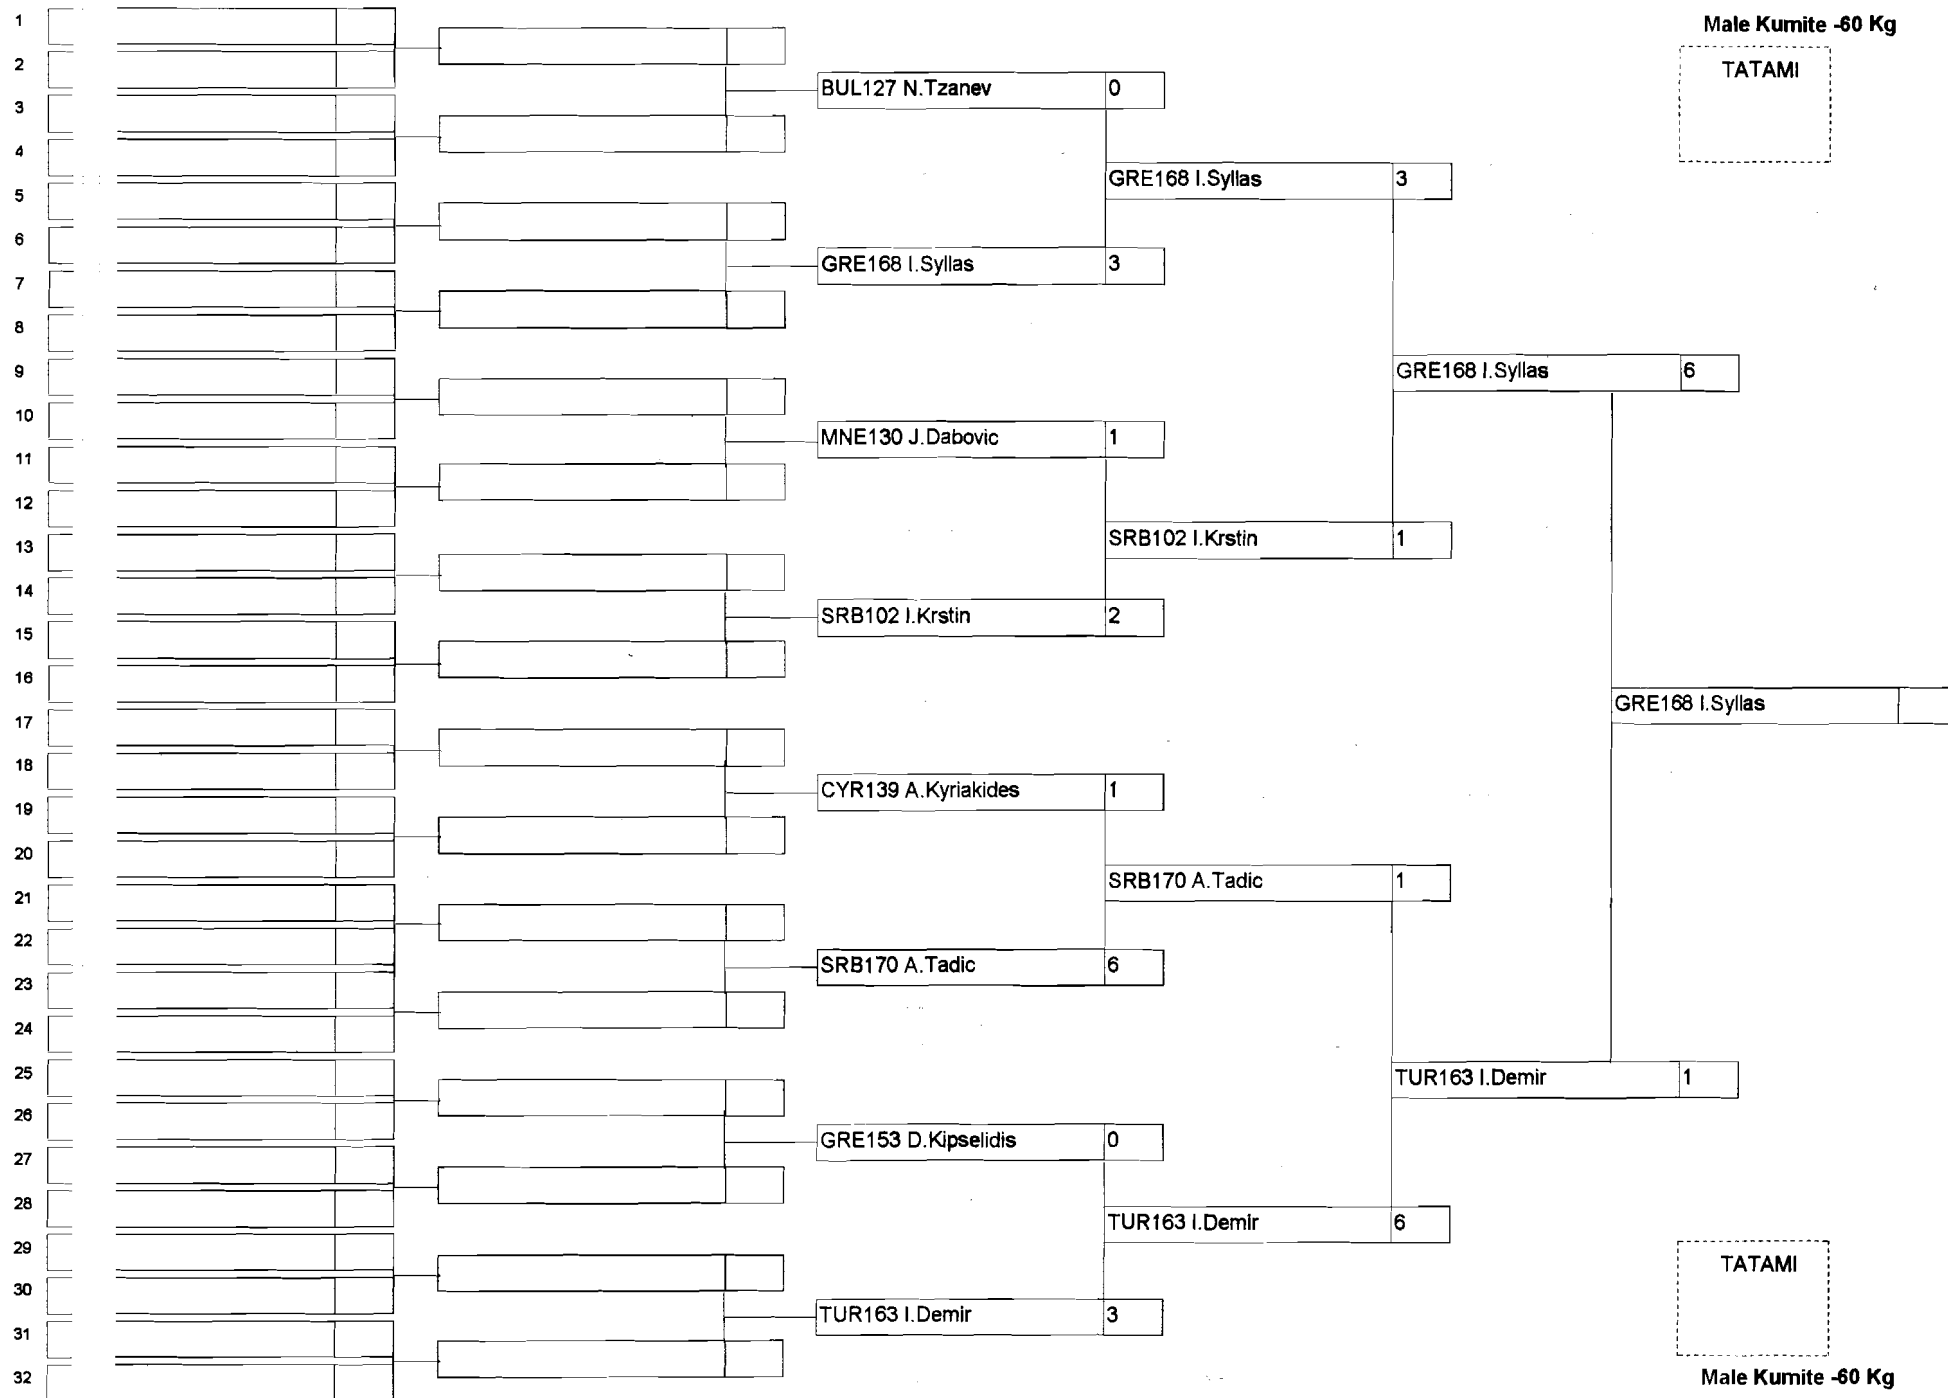 Male Kumite -60 Kg
TATAMI
1
2
3
4
5
6
7
8
9
10
11
12
13
14
15
16
17
18
19
20
21
22
23
24
25
26
27
28
29
30
31
32
BUL127 N.Tzanev 0
GRE168 I.Syllas 3
MNE130 J.Dabovic 1
SRB102 I.Krstin 2
CYR139 A.Kyriakides 1
SRB170 A.Tadic 6
GRE153 D.Kipselidis 0
TUR163 I.Demir 3
GRE168 I.Syllas 3
SRB102 I.Krstin 1
SRB170 A.Tadic 1
TUR163 I.Demir 6
GRE168 I.Syllas 6
TUR163 I.Demir 1
GRE168 I.Syllas
TATAMI
Male Kumite -60 Kg